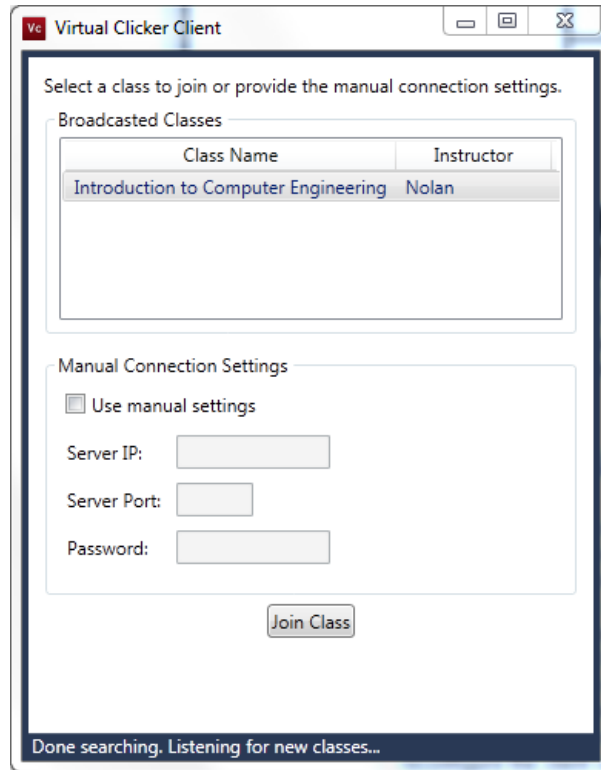 Vc Virtual Clicker Client
Select a class to join or provide the manual connection settings.
Broadcasted Classes
Class Name Instructor
Introduction to Computer Engineering Nolan
Manual Connection Settings
Use manual settings
Server IP:
Server Port:
Password:
Join Class
Done searching. Listening for new classes...